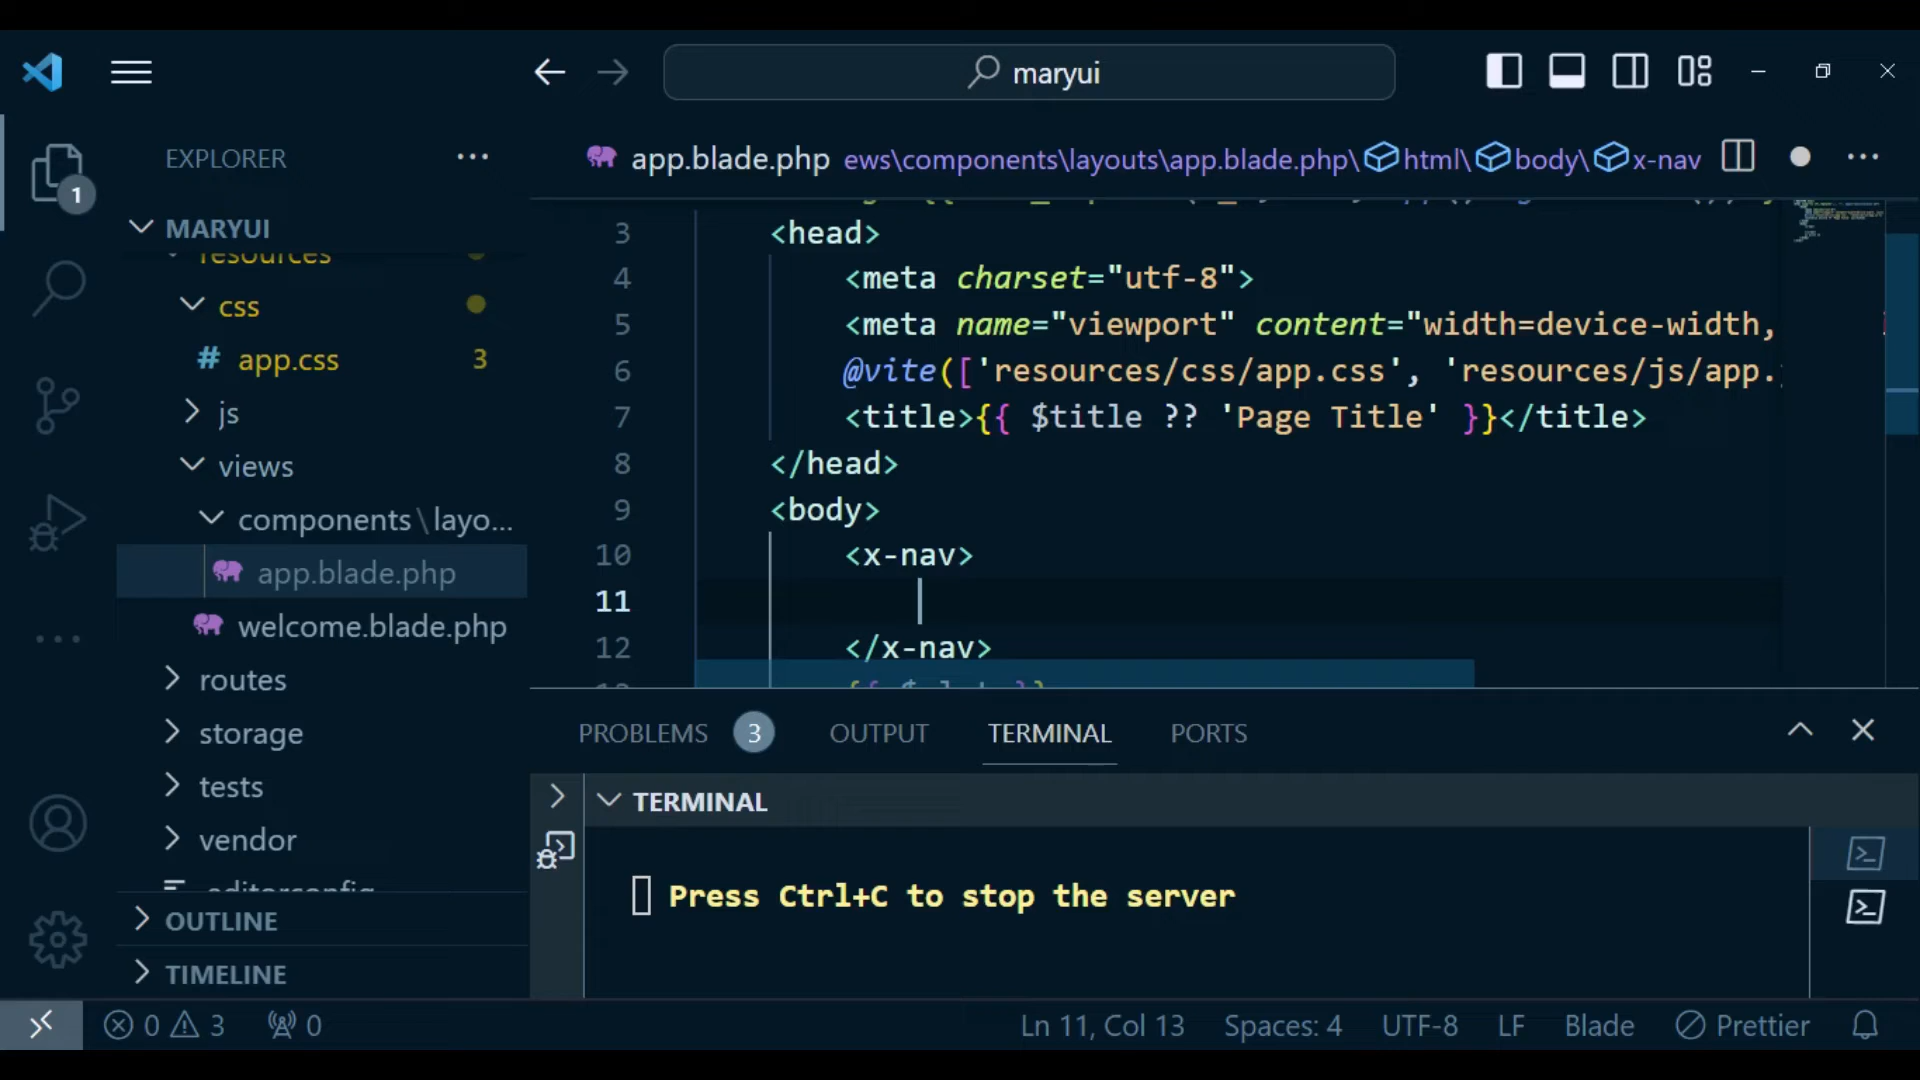 maryui
EXPLORER
app.blade.php ews\components\layouts\app.blade.php\ html\ body\ x-nav
1
MARYUI
resources
css
# app.css 3
js
views
components\layo...
app.blade.php
welcome.blade.php
routes
storage
tests
vendor
.editorconfig
OUTLINE
TIMELINE
3 <head>
4 <meta charset="utf-8">
5 <meta name="viewport" content="width=device-width,
6 @vite(['resources/css/app.css', 'resources/js/app.
7 <title>{{ $title ?? 'Page Title' }}</title>
8 </head>
9 <body>
10 <x-nav>
11
12 </x-nav>
PROBLEMS 3 OUTPUT TERMINAL PORTS
TERMINAL
Press Ctrl+C to stop the server
0 3 0 Ln 11, Col 13 Spaces: 4 UTF-8 LF Blade Prettier